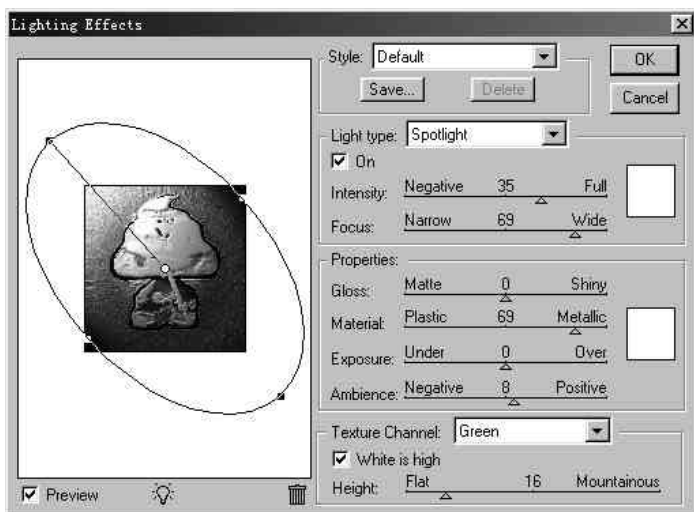 Lighting Effects
Style: Default
OK
Save...
Delete
Cancel
Light type: Spotlight
On
Intensity: Negative 35 Full
Focus: Narrow 69 Wide
Properties:
Gloss: Matte 0 Shiny
Material: Plastic 69 Metallic
Exposure: Under 0 Over
Ambience: Negative 8 Positive
Texture Channel: Green
White is high
Height: Flat 16 Mountainous
Preview